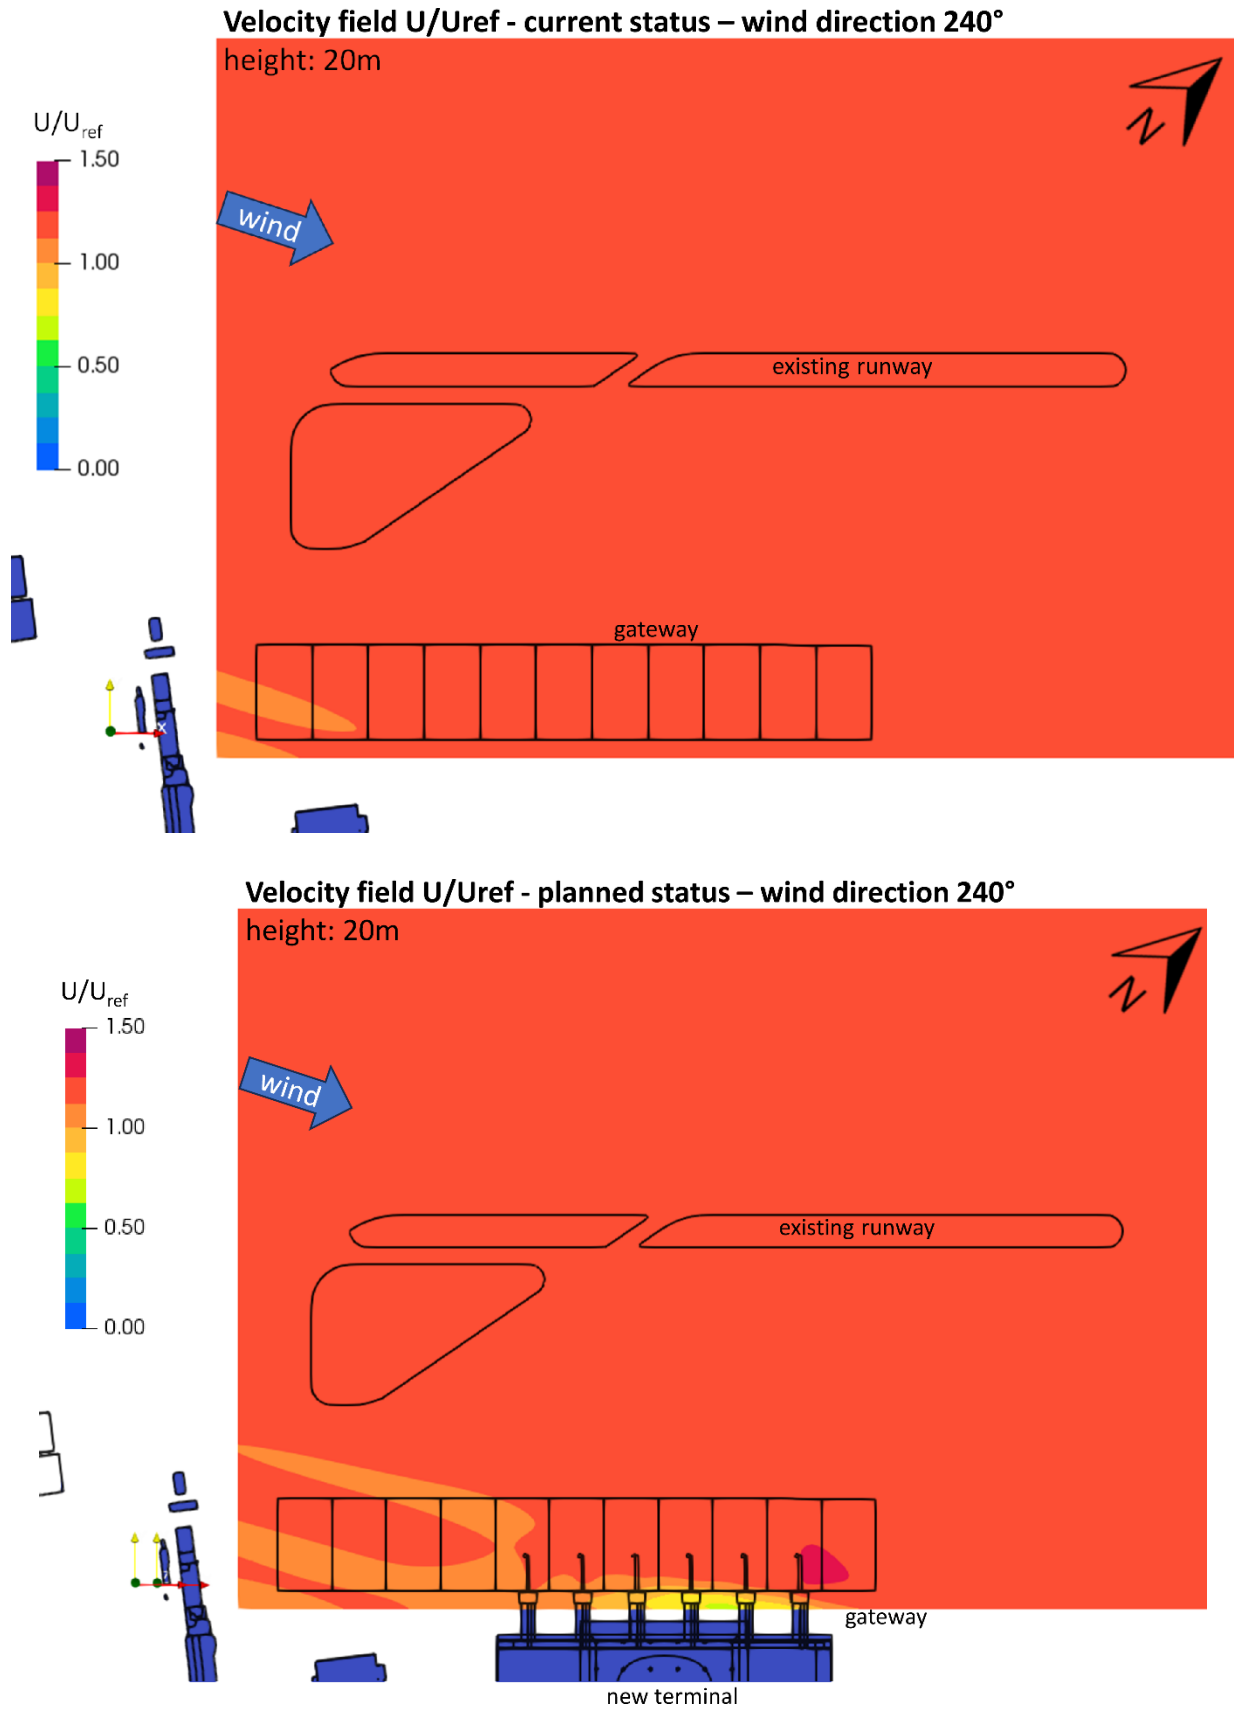 Velocity field U/Uref - current status – wind direction 240°
height: 20m
N
U/Uref
1.50
1.00
0.50
0.00
wind
existing runway
gateway
X
Velocity field U/Uref - planned status – wind direction 240°
height: 20m
N
U/Uref
1.50
1.00
0.50
0.00
wind
existing runway
gateway
new terminal